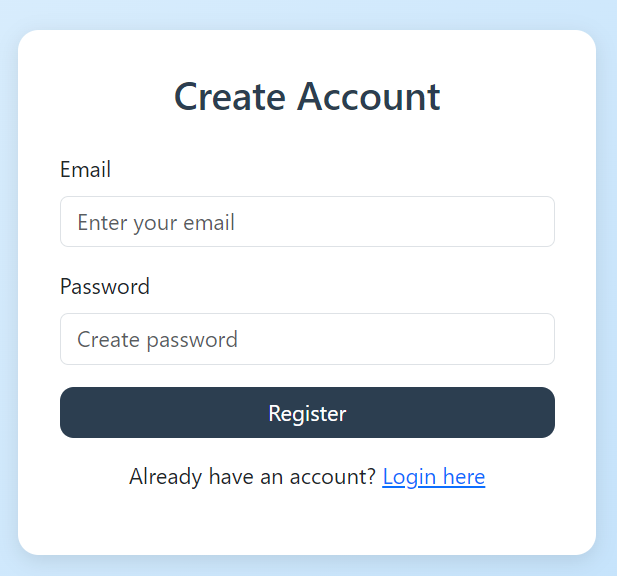 Create Account
Email
Enter your email
Password
Create password
Register
Already have an account? Login here